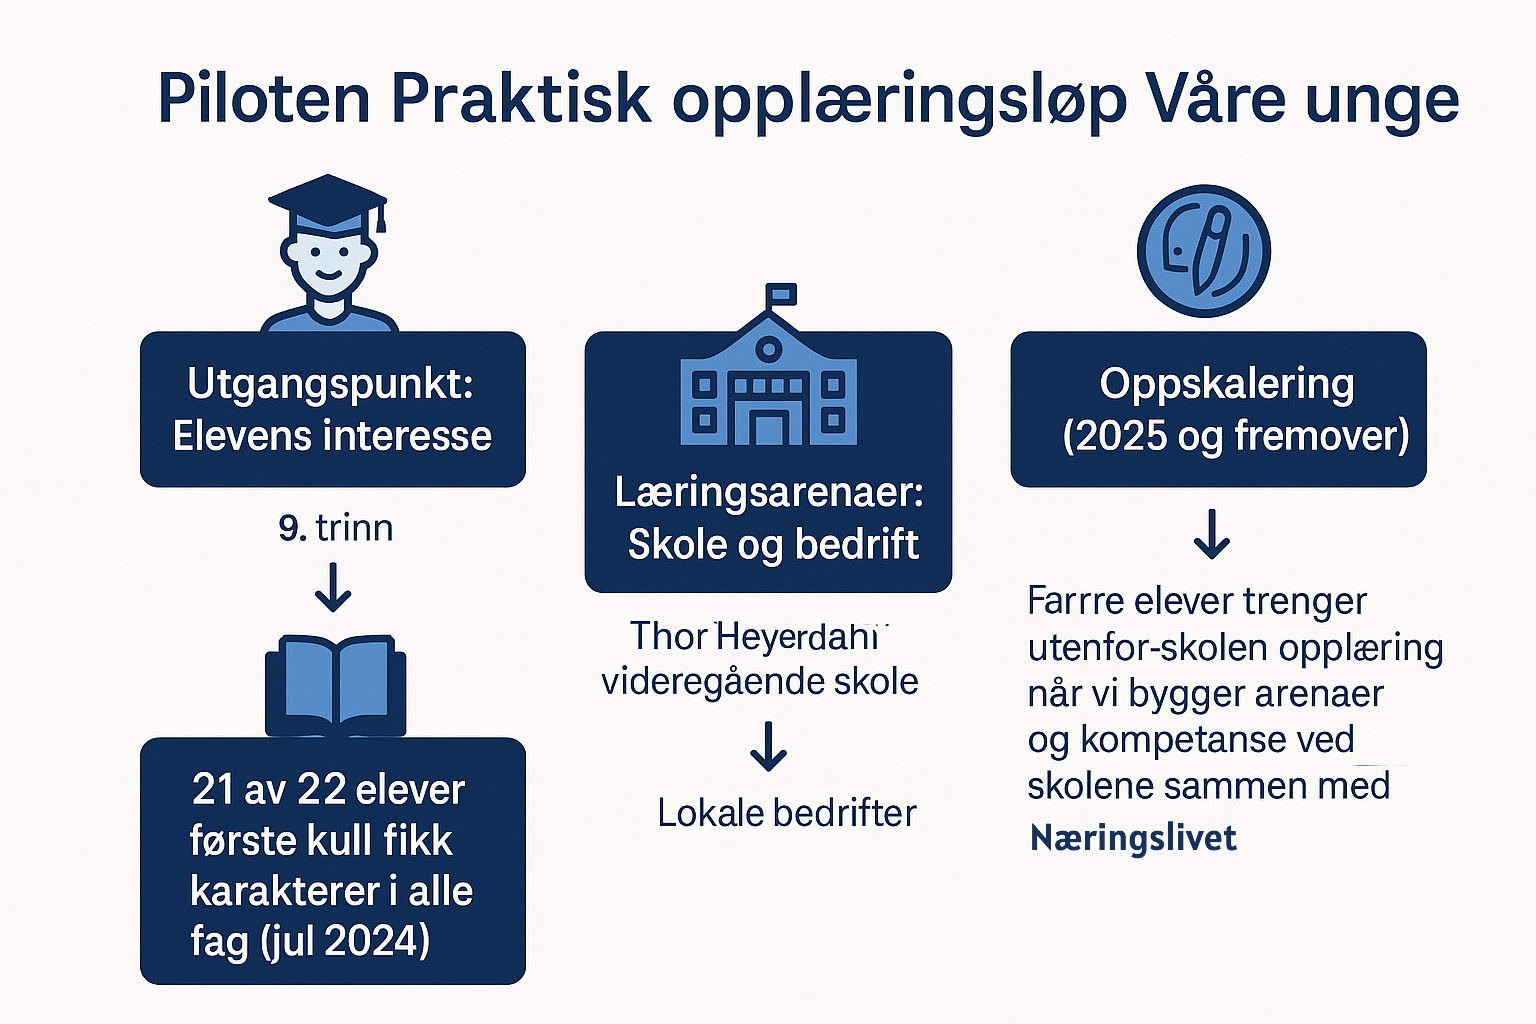 Piloten Praktisk opplæringsløp Våre unge
Utgangspunkt:
Elevens interesse
9. trinn
21 av 22 elever
første kull fikk
karakterer i alle
fag (jul 2024)
Læringsarenaer:
Skole og bedrift
Thor Heyerdahl
videregående skole
Lokale bedrifter
Oppskalering
(2025 og fremover)
Farrre elever trenger
utenfor-skolen opplæring
når vi bygger arenaer
og kompetanse ved
skolene sammen med
Næringslivet